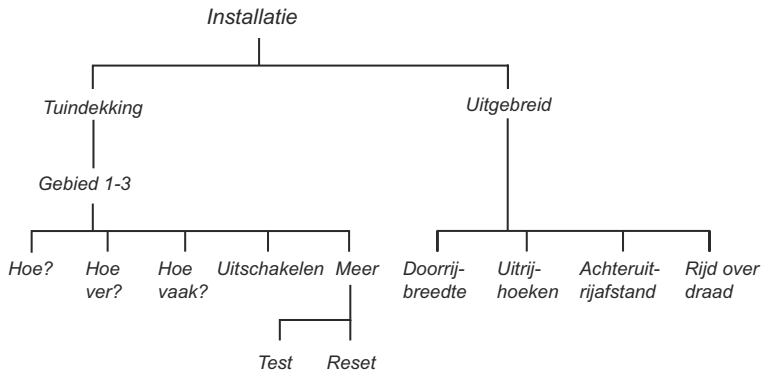 Installatie
Tuindekking
Uitgebreid
Gebied 1-3
Hoe?
Hoe
ver?
Hoe
vaak?
Uitschakelen
Meer
Doorrij-
breedte
Uitrij-
hoeken
Achteruit-
rijafstand
Rijd over
draad
Test
Reset